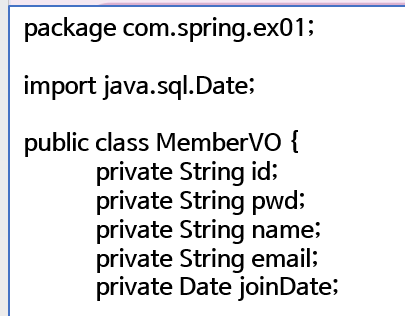 package com.spring.ex01;
import java.sql.Date;
public class MemberVO {
private String id;
private String pwd;
private String name;
private String email;
private Date joinDate;